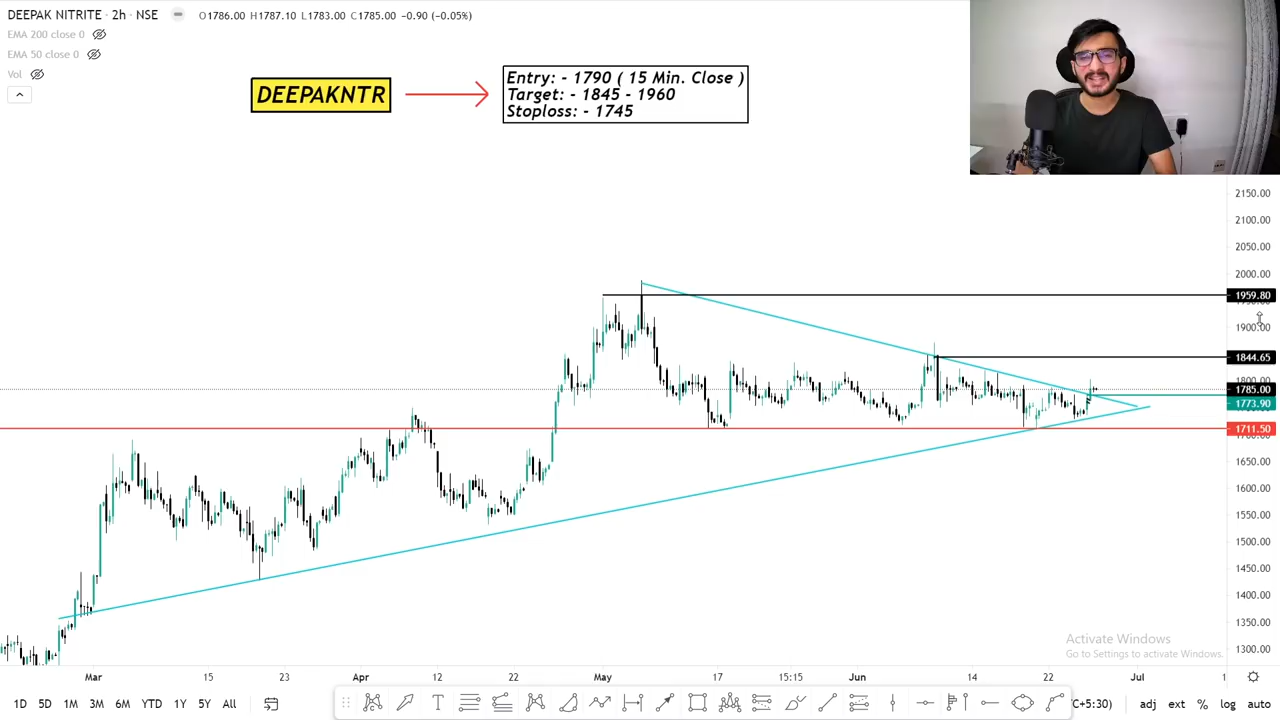 DEEPAK NITRITE · 2h · NSE O1786.00 H1787.10 L1783.00 C1785.00 −0.90 (−0.05%)
EMA 200 close 0
EMA 50 close 0
Vol
DEEPAKNTR
Entry: - 1790 ( 15 Min. Close )
Target: - 1845 - 1960
Stoploss: - 1745
2150.00
2100.00
2050.00
2000.00
1959.80
1900.00
1844.65
1800.00
1785.00
1773.90
1711.50
1650.00
1600.00
1550.00
1500.00
1450.00
1400.00
1350.00
1300.00
Activate Windows
Go to Settings to activate Windows.
Mar 15 23 Apr 12 22 May 17 15:15 Jun 14 22 Jul 1
1D 5D 1M 3M 6M YTD 1Y 5Y All C+5:30) adj ext % log auto